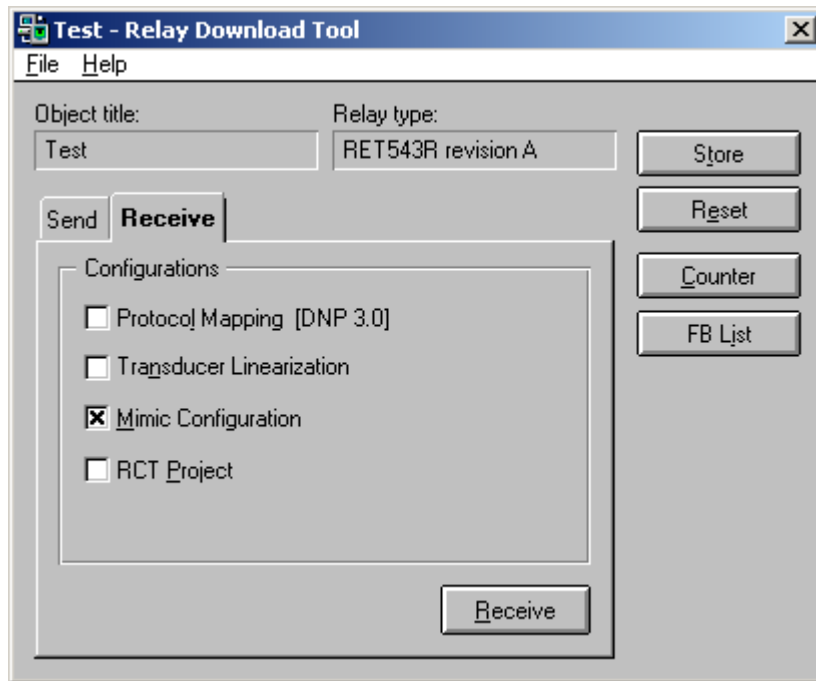 Test - Relay Download Tool
File Help
Object title:
Relay type:
Test
RET543R revision A
Store
Reset
Counter
FB List
Send Receive
Configurations
Protocol Mapping [DNP 3.0]
Transducer Linearization
Mimic Configuration
RCT Project
Receive